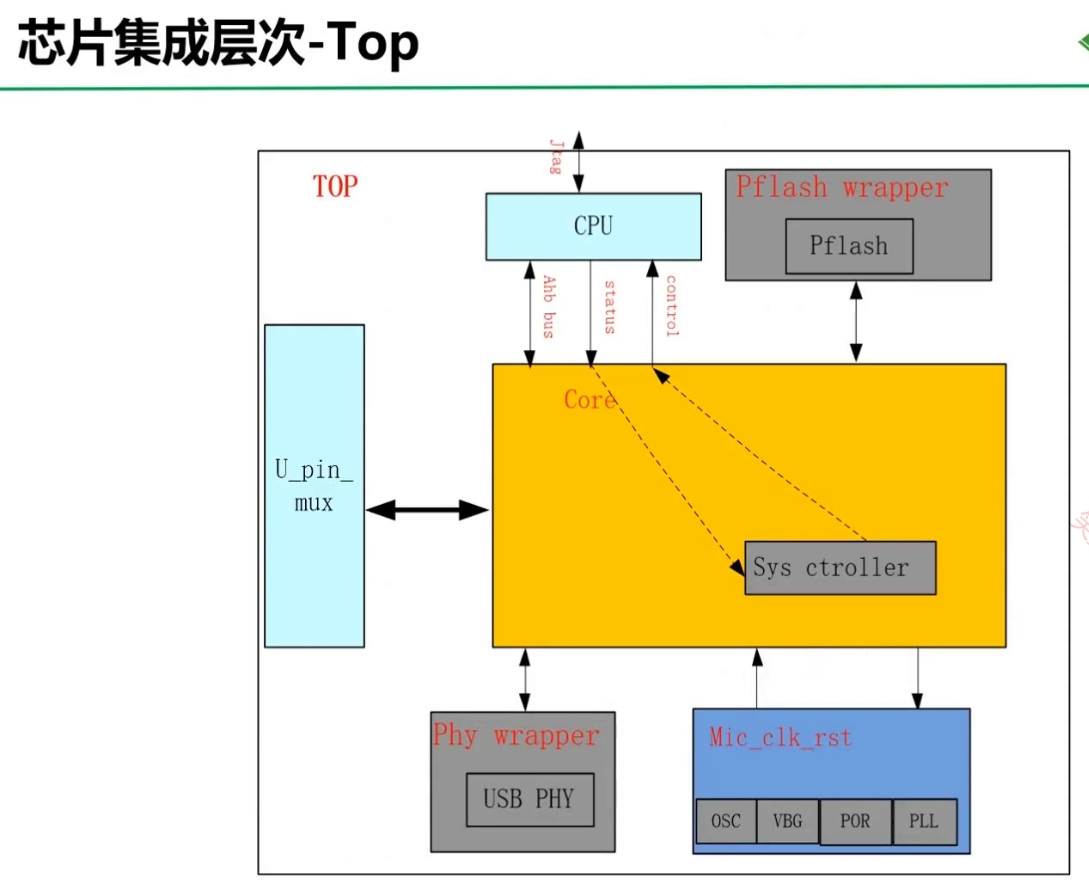 芯片集成层次-Top
Jtag
TOP
Pflash wrapper
CPU
Pflash
Ahb bus
status
control
Core
U_pin_
mux
Sys ctroller
Phy wrapper
Mic_clk_rst
USB PHY
OSC
VBG
POR
PLL